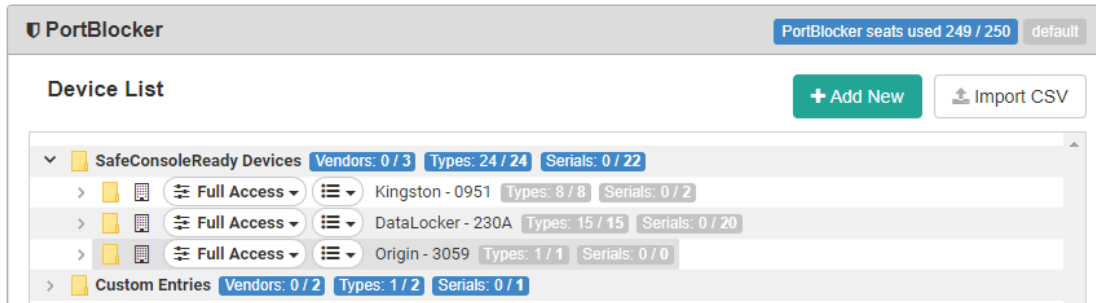 PortBlocker PortBlocker seats used 249 / 250 default
Device List + Add New Import CSV
SafeConsoleReady Devices Vendors: 0 / 3 Types: 24 / 24 Serials: 0 / 22
Full Access Kingston - 0951 Types: 8 / 8 Serials: 0 / 2
Full Access DataLocker - 230A Types: 15 / 15 Serials: 0 / 20
Full Access Origin - 3059 Types: 1 / 1 Serials: 0 / 0
Custom Entries Vendors: 0 / 2 Types: 1 / 2 Serials: 0 / 1